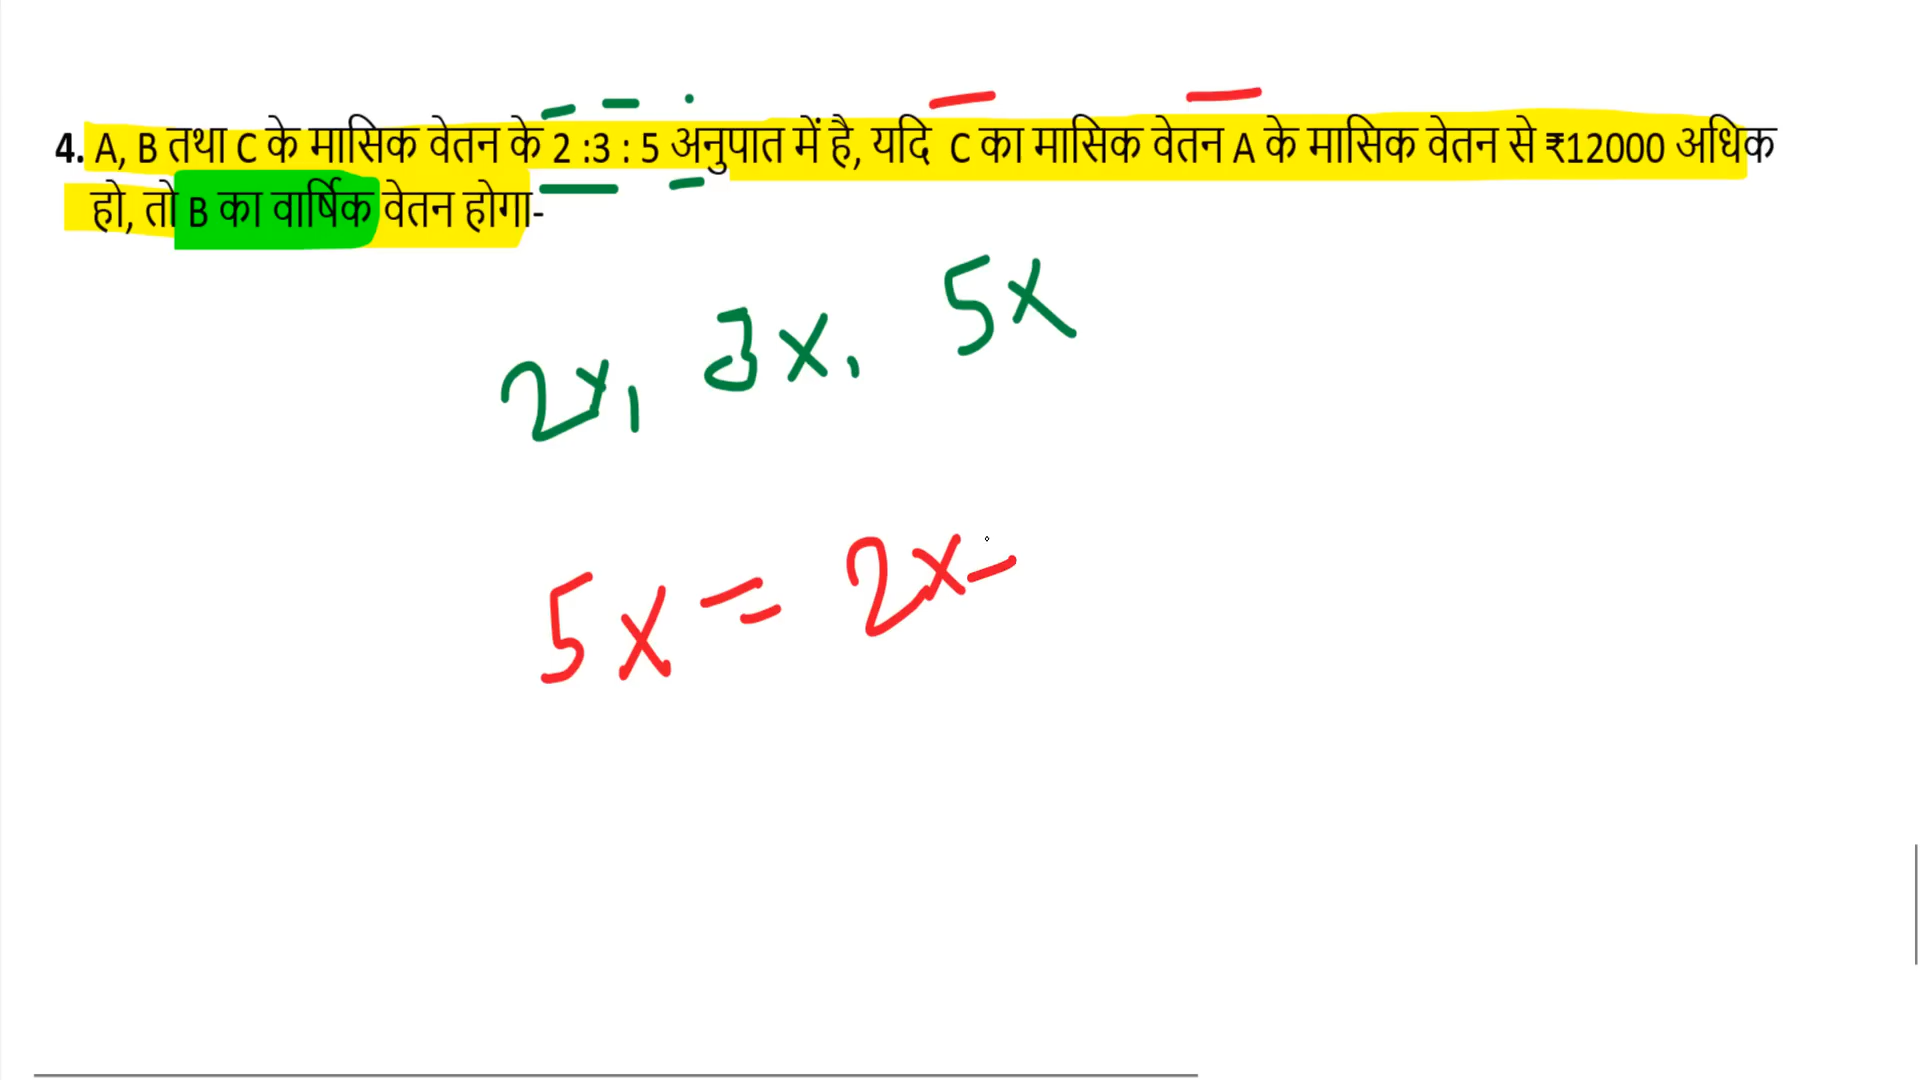 4. A, B तथा C के मासिक वेतन के 2 :3 : 5 अनुपात में है, यदि C का मासिक वेतन A के मासिक वेतन से ₹12000 अधिक
हो, तो B का वार्षिक वेतन होगा-
2x, 3x, 5x
5x = 2x-